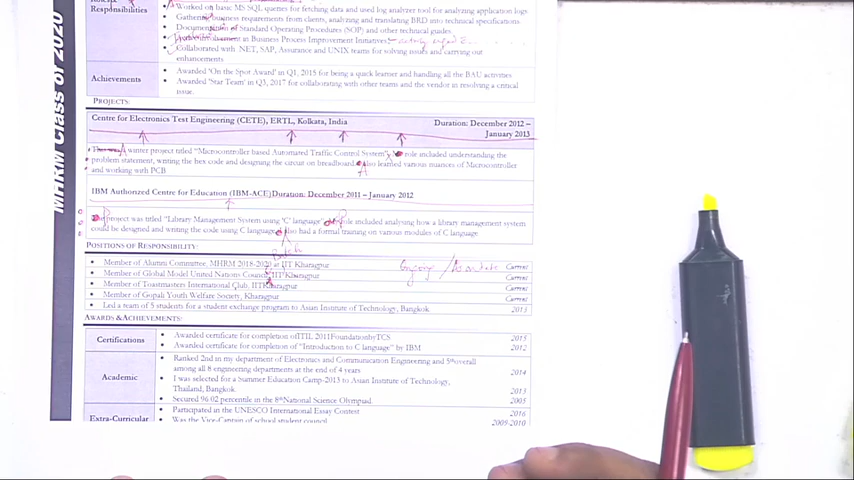 MHRM Class of 2020
Responsibilities
Worked on basic MS SQL queries for fetching data and used log analyzer tool for analyzing application logs
business requirements from clients, analyzing and translating BRD into technical specifications
of Standard Operating Procedures (SOP) and other technical guides
in Business Process Improvement Initiatives
Collaborated with .NET, SAP, Assurance and UNIX teams for solving issues and carrying out
enhancements
Achievements
Awarded 'On the Spot Award' in Q1, 2015 for being a quick learner and handling all the BAU activities
Awarded 'Star Team' in Q3, 2017 for collaborating with other teams and the vendor in resolving a critical
issue.
PROJECTS:
Centre for Electronics Test Engineering (CETE), ERTL, Kolkata, India Duration: December 2012 –
January 2013
A winter project titled "Microcontroller based Automated Traffic Control System" role included understanding the
problem statement, writing the hex code and designing the circuit on breadboard. Also learned various nuances of Microcontroller
and working with PCB
A
IBM Authorized Centre for Education (IBM-ACE)Duration: December 2011 – January 2012
project was titled "Library Management System using 'C' language" role included analysing how a library management system
could be designed and writing the code using C language also had a formal training on various modules of C language.
POSITIONS OF RESPONSIBILITY:
Member of Alumni Committee, MHRM 2018-2020 at IIT Kharagpur Current
Member of Global Model United Nations Council IIT Kharagpur Current
Member of Toastmasters International Club, IIT Kharagpur Current
Member of Gopali Youth Welfare Society, Kharagpur Current
Led a team of 5 students for a student exchange program to Asian Institute of Technology, Bangkok 2013
AWARDS &ACHIEVEMENTS:
Certifications
Awarded certificate for completion ofITIL 2011FoundationbyTCS 2015
Awarded certificate for completion of "Introduction to C language" by IBM 2012
Academic
Ranked 2nd in my department of Electronics and Communication Engineering and 5th overall
among all 8 engineering departments at the end of 4 years 2014
I was selected for a Summer Education Camp-2013 to Asian Institute of Technology,
Thailand, Bangkok 2013
Secured 96.02 percentile in the 8th National Science Olympiad. 2005
Extra-Curricular
Participated in the UNESCO International Essay Contest 2016
Was the Vice-Captain of school student council 2009-2010